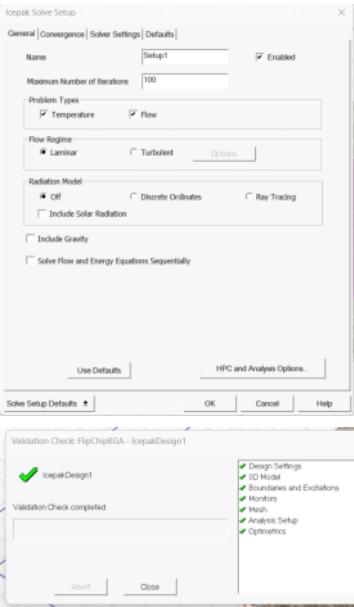 Icepak Solve Setup
General Convergence Solver Settings Defaults
Name Setup1 Enabled
Maximum Number of Iterations 100
Problem Types
Temperature Flow
Flow Regime
Laminar Turbulent Options
Radiation Model
Off Discrete Ordinates Ray Tracing
Include Solar Radiation
Include Gravity
Solve Flow and Energy Equations Sequentially
Use Defaults HPC and Analysis Options...
Solve Setup Defaults OK Cancel Help
Validation Check: FlipChipBGA - IcepakDesign1
IcepakDesign1
Validation Check completed.
Design Settings
3D Model
Boundaries and Excitations
Monitors
Mesh
Analysis Setup
Optimetrics
Abort Close